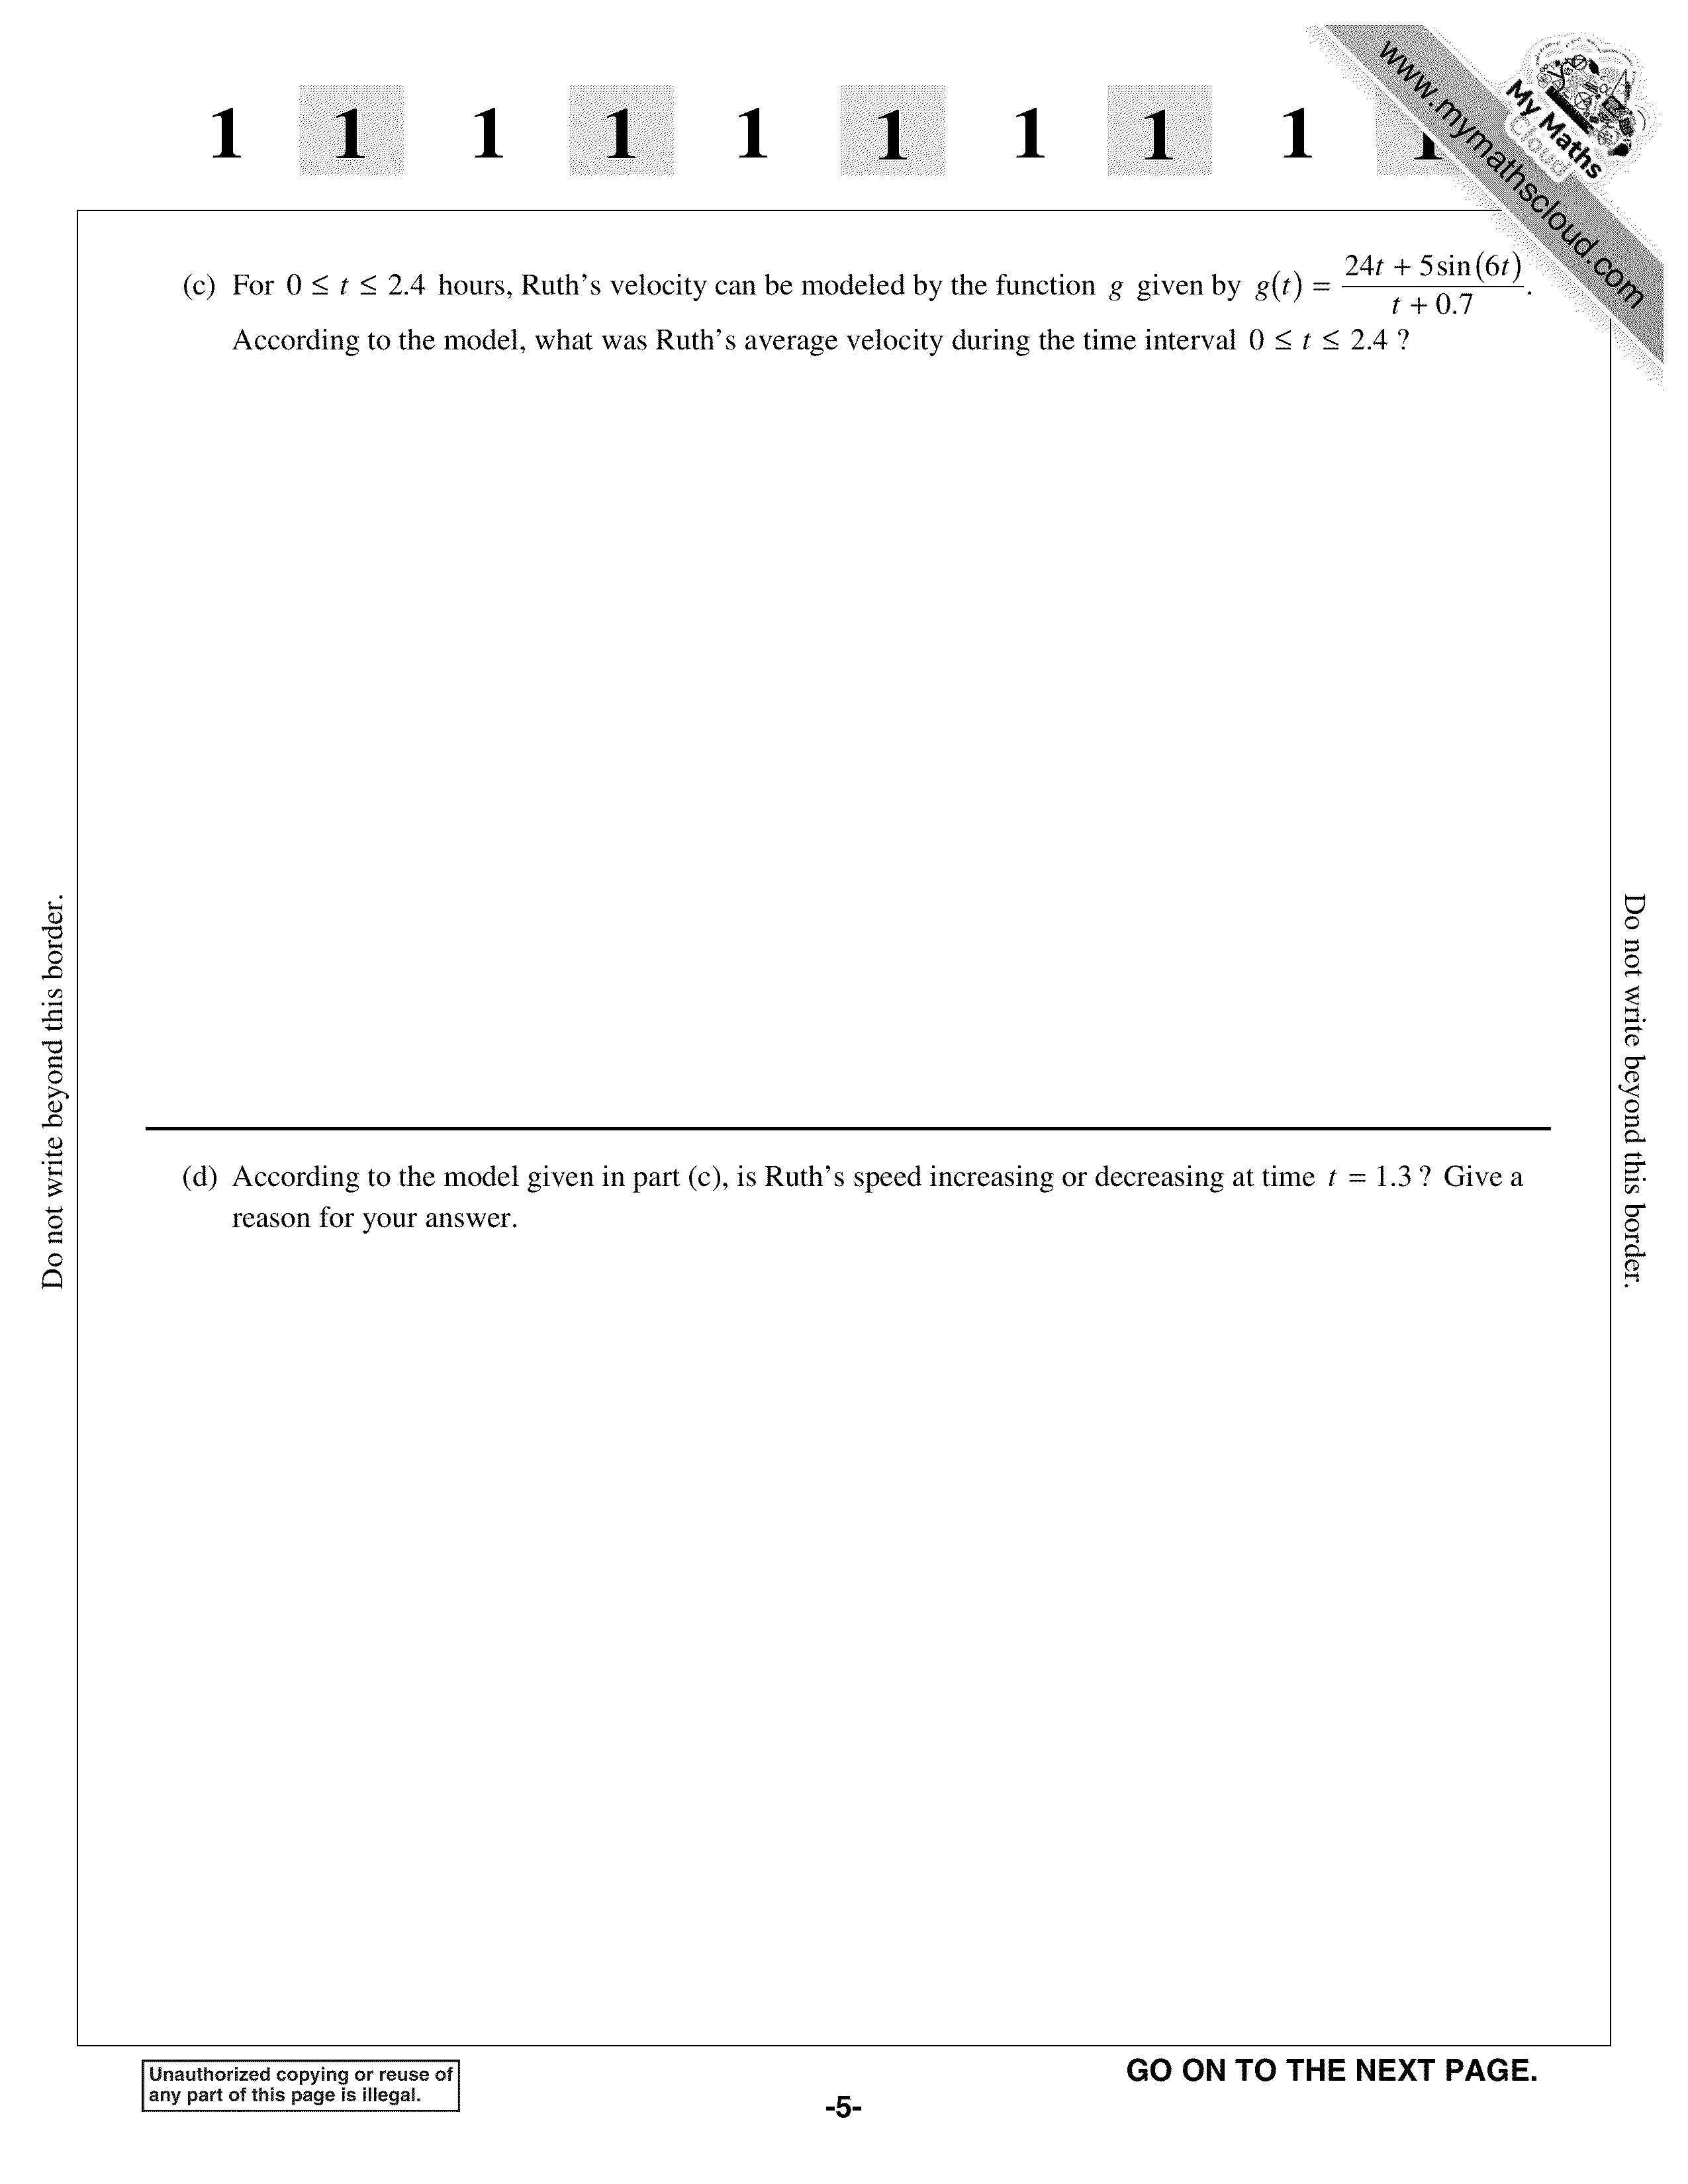 1 1 1 1 1 1 1 1 1 1
www.mymathscloud.com
My Maths
Cloud
(c) For 0 ≤ t ≤ 2.4 hours, Ruth's velocity can be modeled by the function g given by g(t) = (24t + 5 sin(6t))/(t + 0.7).
According to the model, what was Ruth's average velocity during the time interval 0 ≤ t ≤ 2.4 ?
Do not write beyond this border.
Do not write beyond this border.
(d) According to the model given in part (c), is Ruth's speed increasing or decreasing at time t = 1.3 ? Give a
reason for your answer.
Unauthorized copying or reuse of
any part of this page is illegal.
GO ON TO THE NEXT PAGE.
-5-